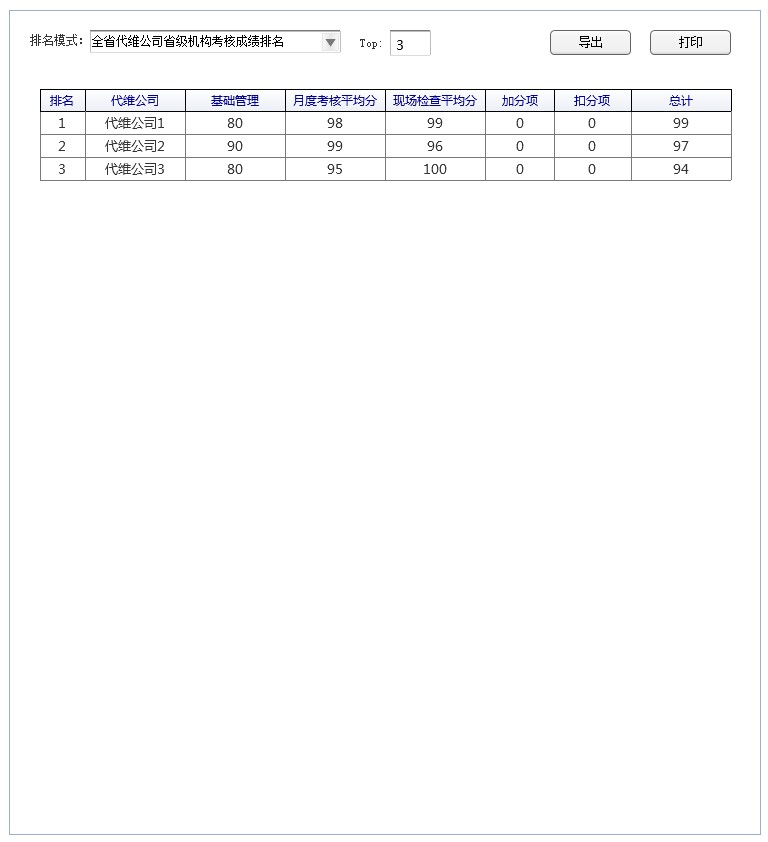 排名模式: 全省代维公司省级机构考核成绩排名 Top: 3 导出 打印
排名 代维公司 基础管理 月度考核平均分 现场检查平均分 加分项 扣分项 总计
1 代维公司1 80 98 99 0 0 99
2 代维公司2 90 99 96 0 0 97
3 代维公司3 80 95 100 0 0 94